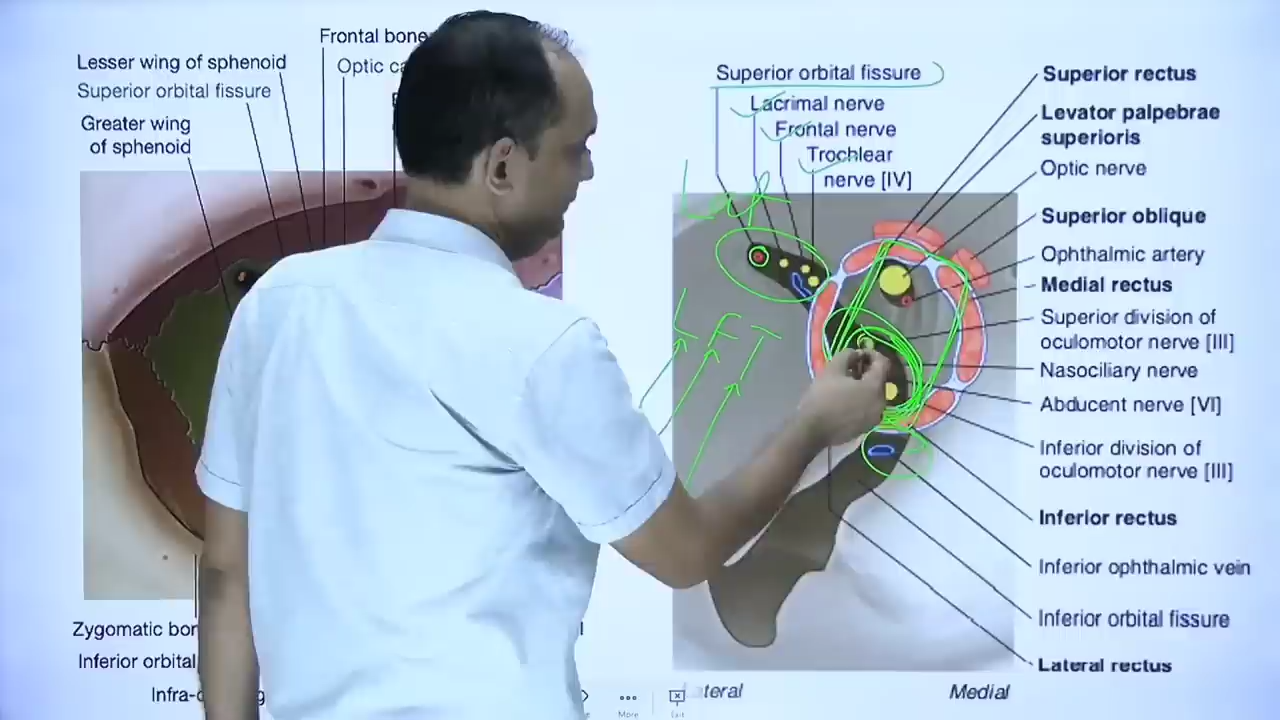 Frontal bone
Lesser wing of sphenoid
Optic ca
Superior orbital fissure
Greater wing
of sphenoid
Zygomatic bon
Inferior orbital
Infra-o
g
l
Superior orbital fissure
Lacrimal nerve
Frontal nerve
Trochlear
nerve [IV]
L F T
Superior rectus
Levator palpebrae
superioris
Optic nerve
Superior oblique
Ophthalmic artery
Medial rectus
Superior division of
oculomotor nerve [III]
Nasociliary nerve
Abducent nerve [VI]
Inferior division of
oculomotor nerve [III]
Inferior rectus
Inferior ophthalmic vein
Inferior orbital fissure
Lateral rectus
ateral
Medial
More
Exit